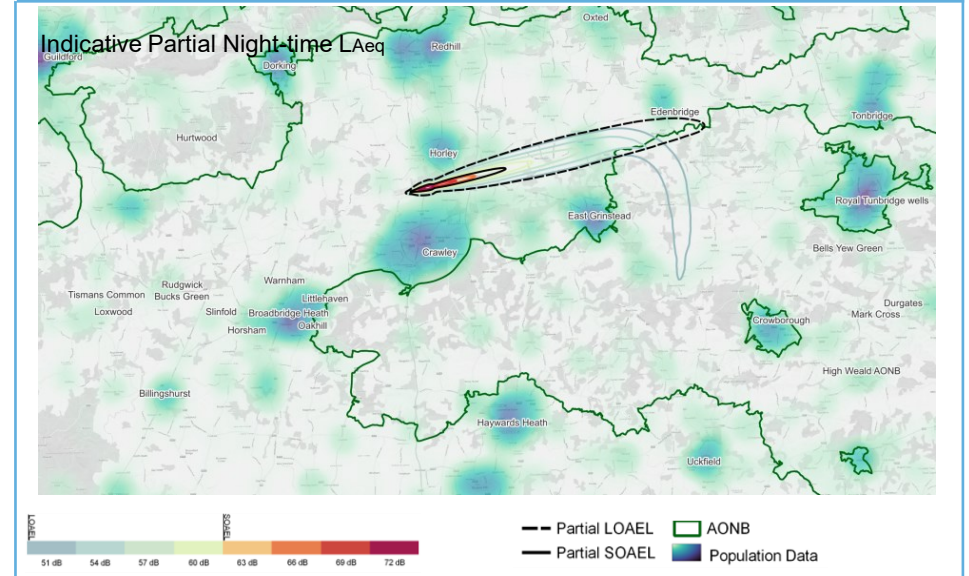 Indicative Partial Night-time LAeq
Oxted
Redhill
Guildford
Dorking
Edenbridge
Tonbridge
Hurtwood
Horley
Royal Tunbridge wells
East Grinstead
Bells Yew Green
Crawley
Warnham
Rudgwick
Tismans Common
Bucks Green
Littlehaven
Durgates
Loxwood
Slinfold
Broadbridge Heath
Mark Cross
Crowborough
Horsham
Oakhill
High Weald AONB
Billingshurst
Haywards Heath
Uckfield
LOAEL
SOAEL
51 dB 54 dB 57 dB 60 dB 63 dB 66 dB 69 dB 72 dB
Partial LOAEL AONB
Partial SOAEL Population Data